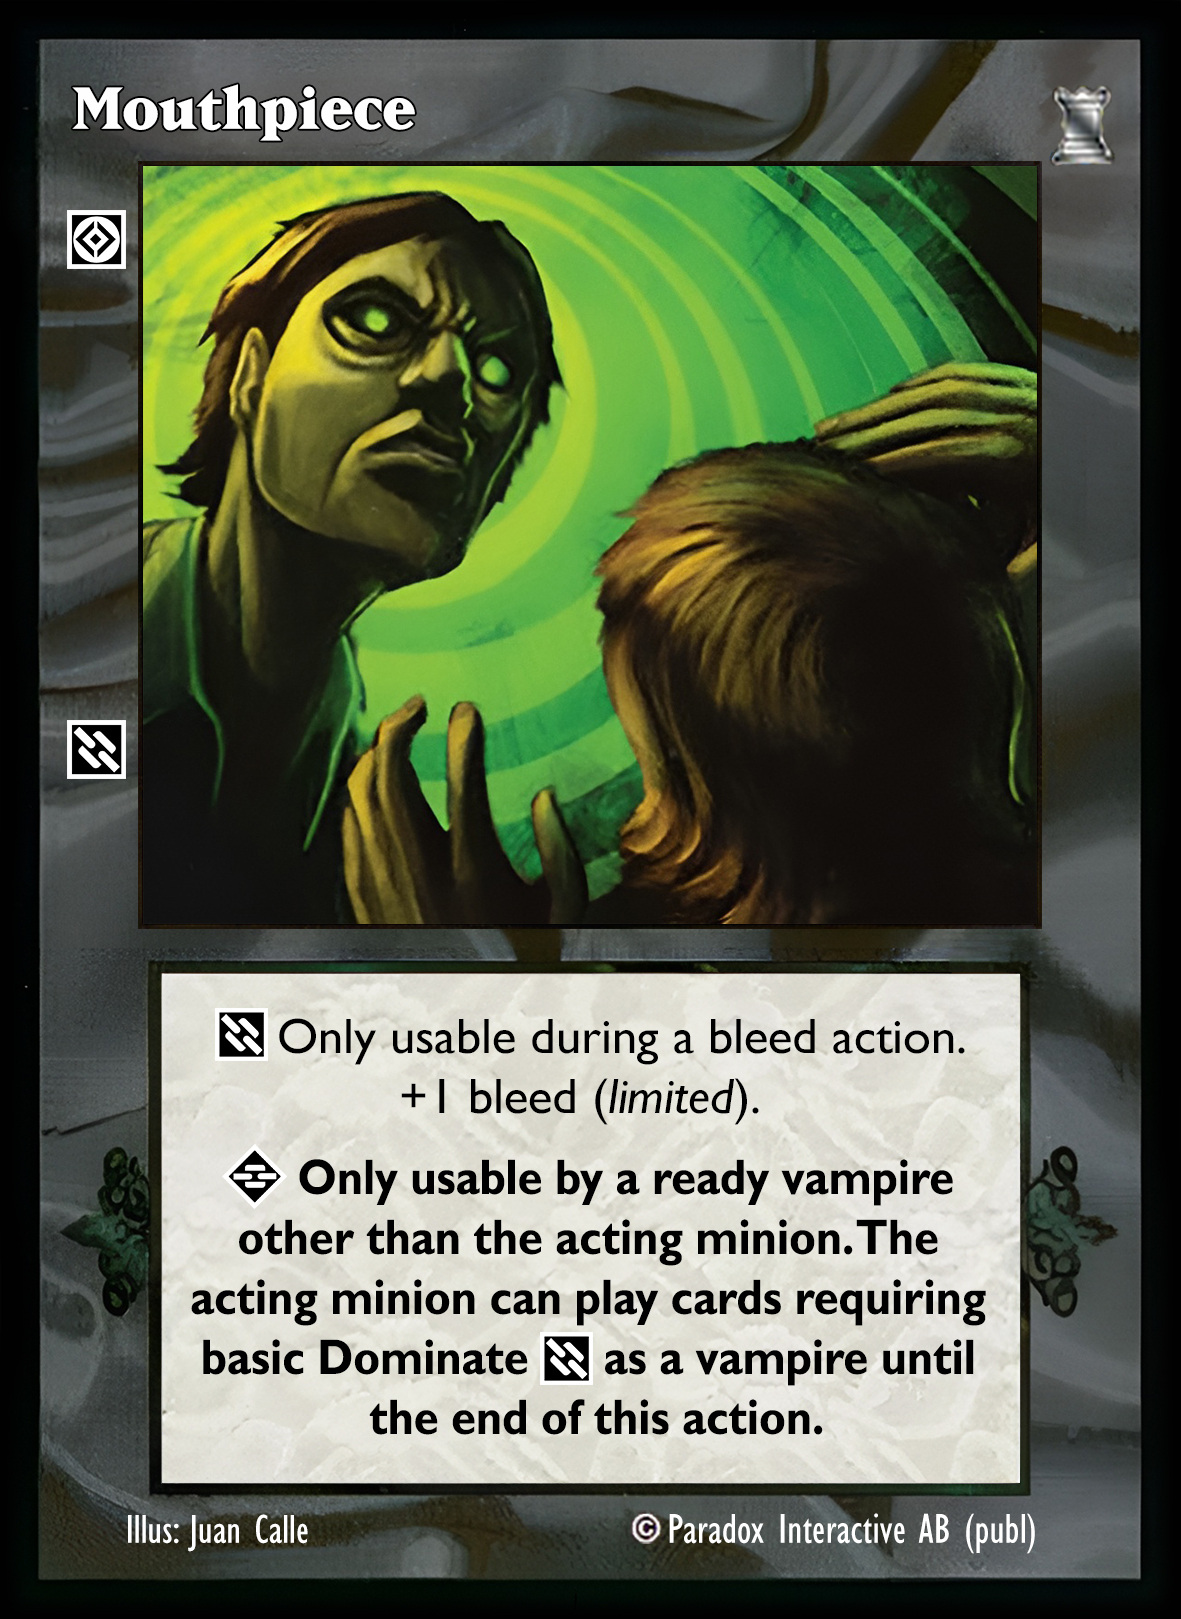 Mouthpiece
Only usable during a bleed action.
+1 bleed (limited).
Only usable by a ready vampire
other than the acting minion. The
acting minion can play cards requiring
basic Dominate as a vampire until
the end of this action.
Illus: Juan Calle
© Paradox Interactive AB (publ)